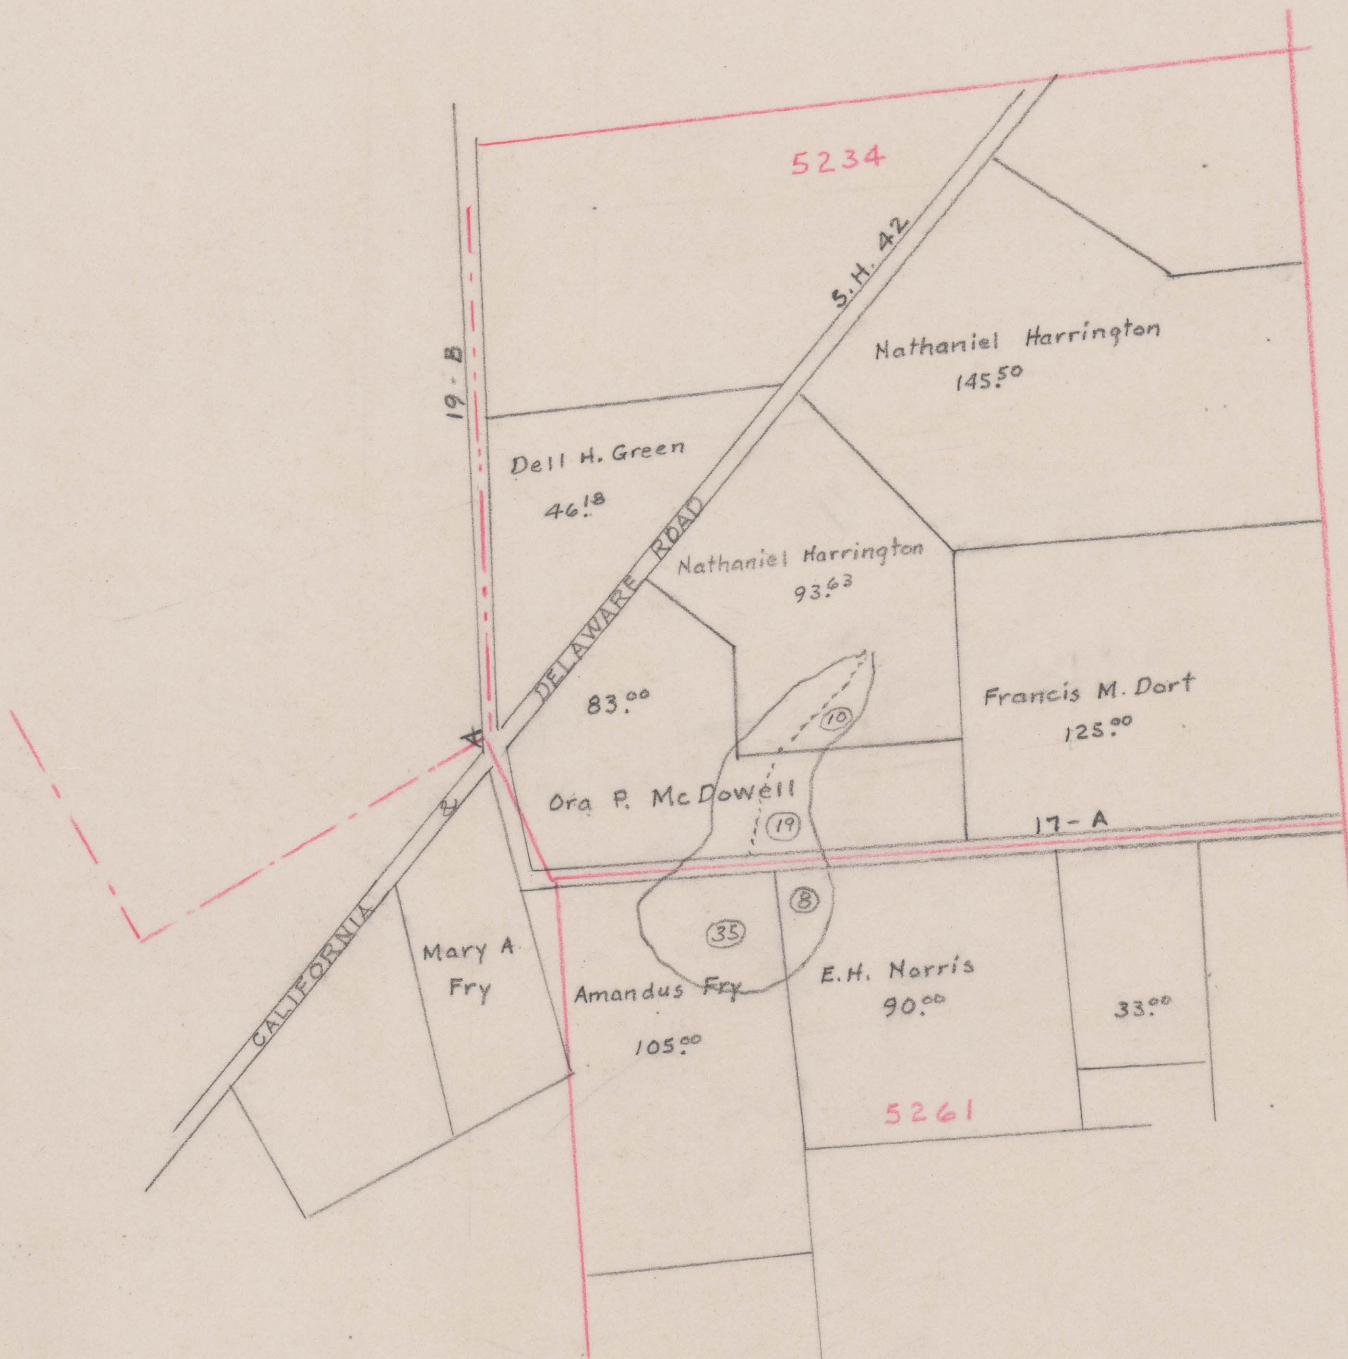 5234
S.H. 42
Nathaniel Harrington
145.50
19-B
Dell H. Green
46.18
Nathaniel Harrington
93.63
83.00
Francis M. Dort
125.00
A
Ora P. McDowell
10
19
17-A
CALIFORNIA & DELAWARE ROAD
Mary A
Fry
35
8
Amandus Fry
105.00
E.H. Norris
90.00
33.00
5261